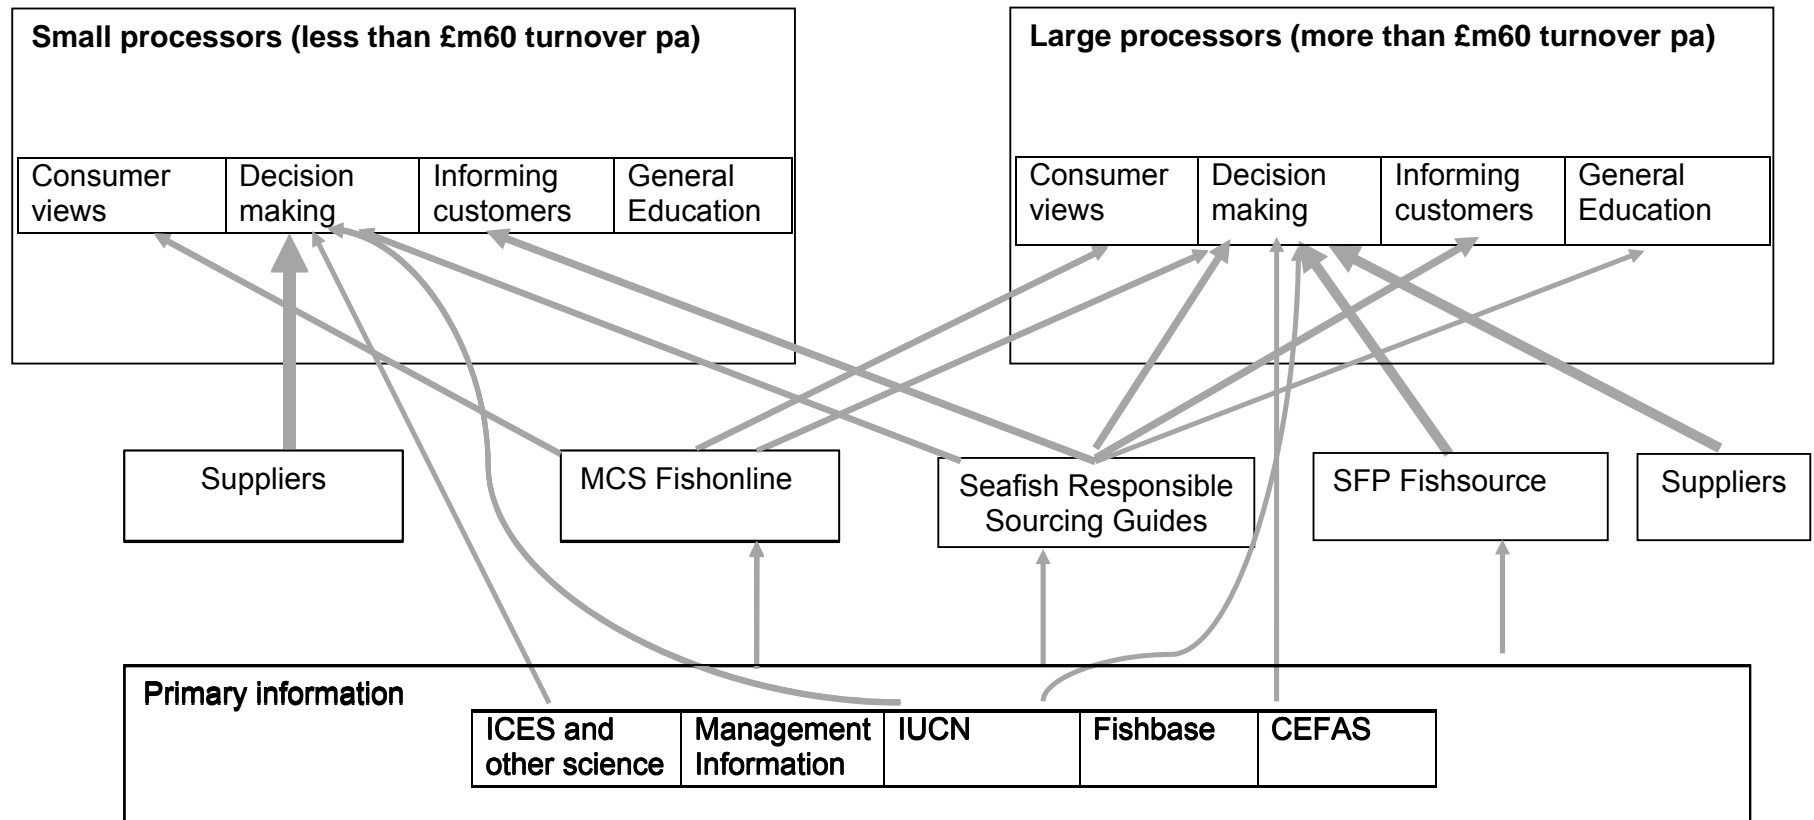 Small processors (less than £m60 turnover pa)
Consumer
views
Decision
making
Informing
customers
General
Education
Large processors (more than £m60 turnover pa)
Consumer
views
Decision
making
Informing
customers
General
Education
Suppliers
MCS Fishonline
Seafish Responsible
Sourcing Guides
SFP Fishsource
Suppliers
Primary information
ICES and
other science
Management
Information
IUCN
Fishbase
CEFAS